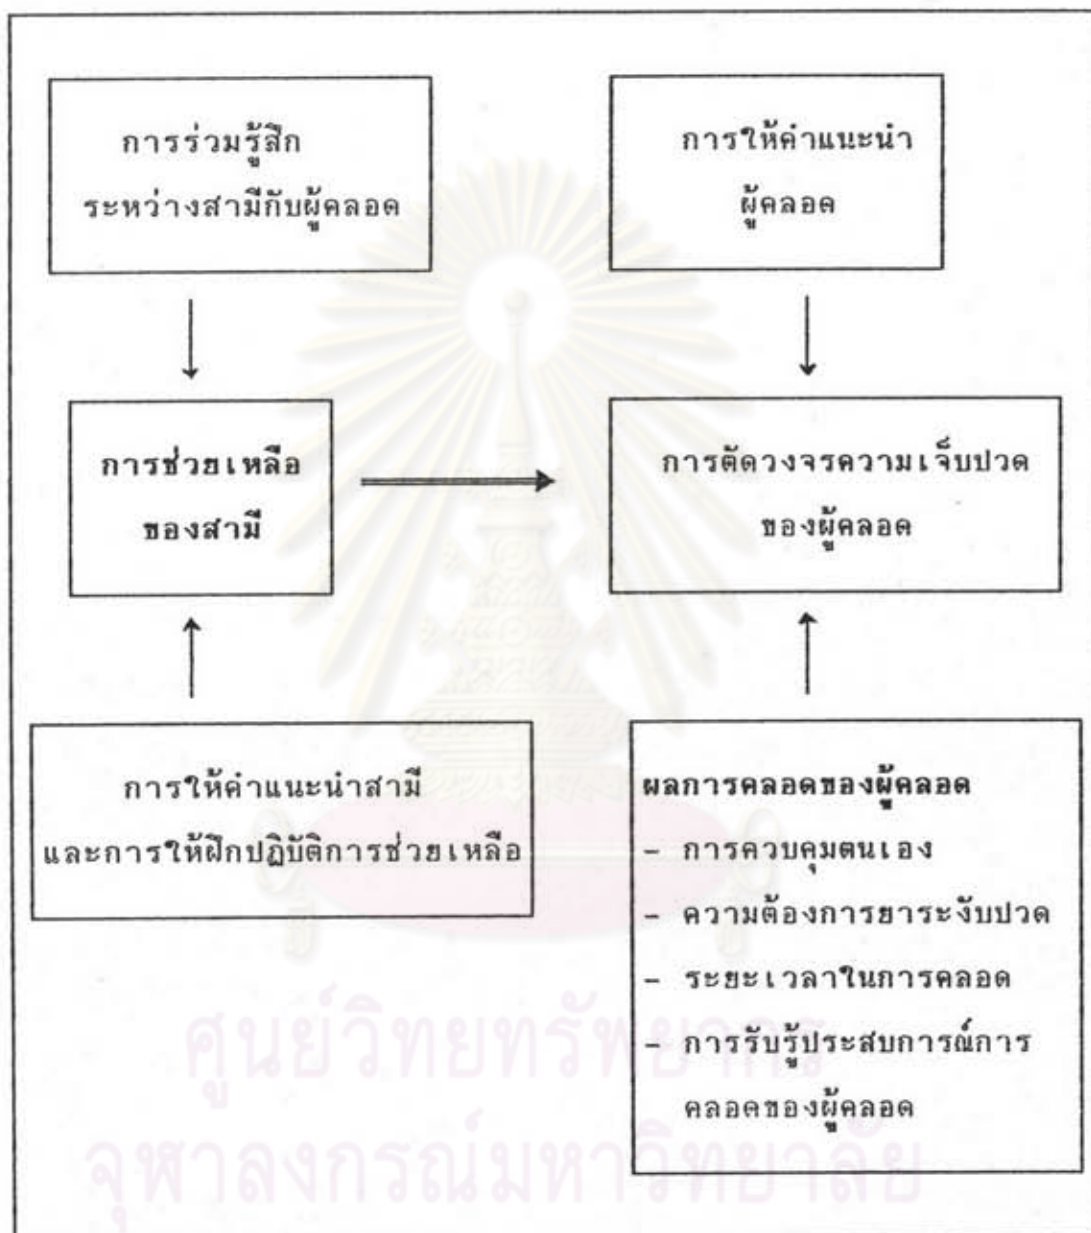 การร่วมรู้สึก
ระหว่างสามีกับผู้คลอด
การให้คำแนะนำ
ผู้คลอด
การช่วยเหลือ
ของสามี
การตัดวงจรความเจ็บปวด
ของผู้คลอด
การให้คำแนะนำสามี
และการให้ฝึกปฏิบัติการช่วยเหลือ
ผลการคลอดของผู้คลอด
- การควบคุมตนเอง
- ความต้องการยาระงับปวด
- ระยะเวลาในการคลอด
- การรับรู้ประสบการณ์การ
คลอดของผู้คลอด
ศูนย์วิทยทรัพยากร
จุฬาลงกรณ์มหาวิทยาลัย